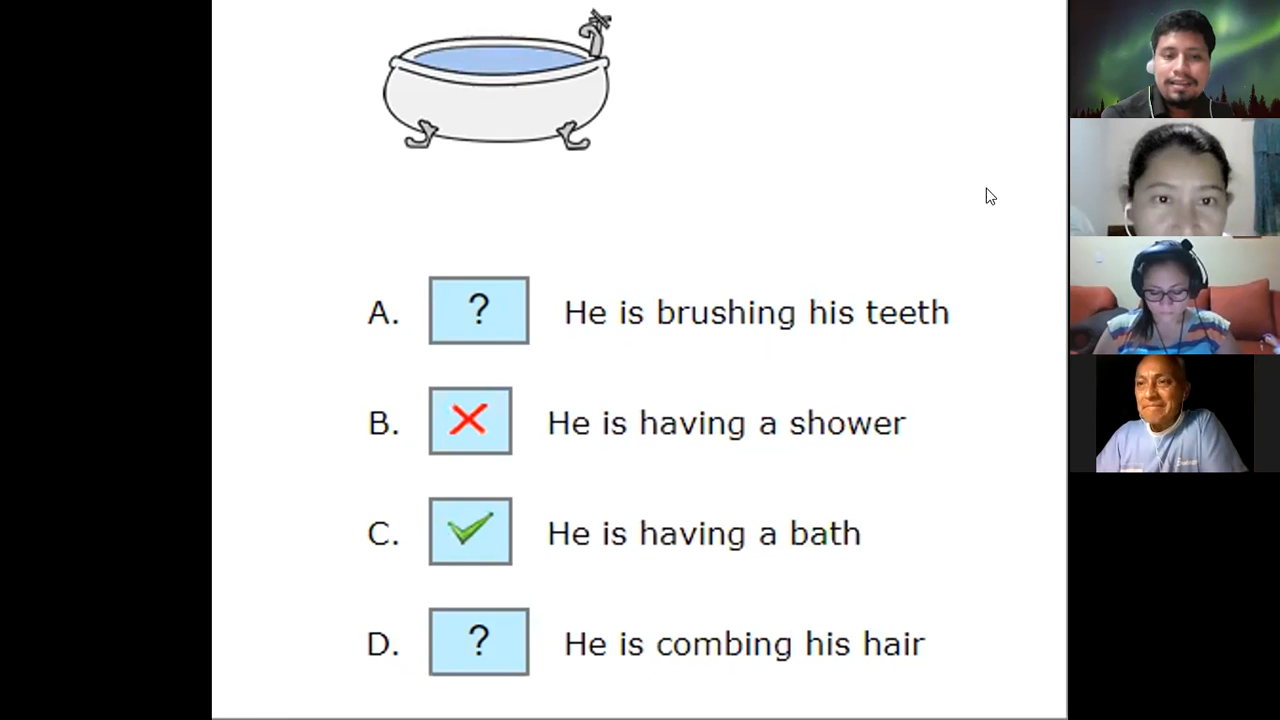 A. ? He is brushing his teeth
B. He is having a shower
C. He is having a bath
D. ? He is combing his hair